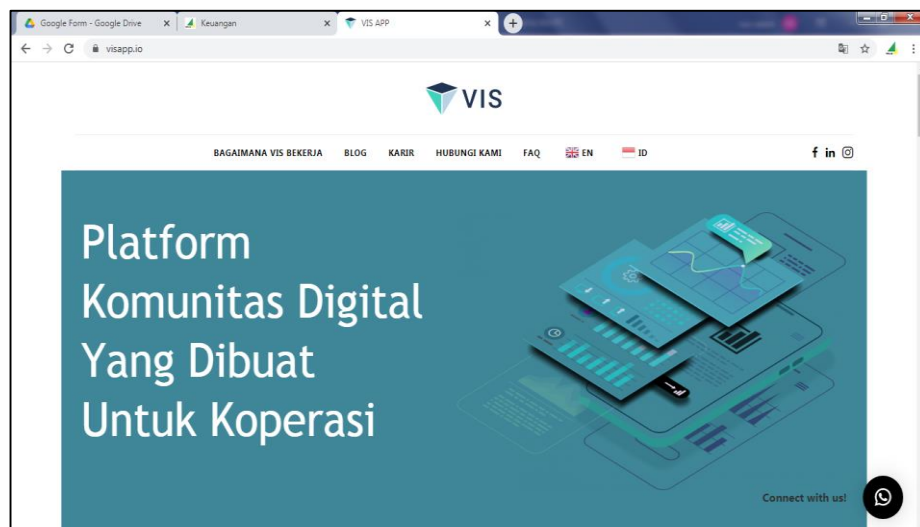 Google Form - Google Drive
Keuangan
VIS APP
visapp.io
VIS
BAGAIMANA VIS BEKERJA BLOG KARIR HUBUNGI KAMI FAQ EN ID
Platform
Komunitas Digital
Yang Dibuat
Untuk Koperasi
Connect with us!